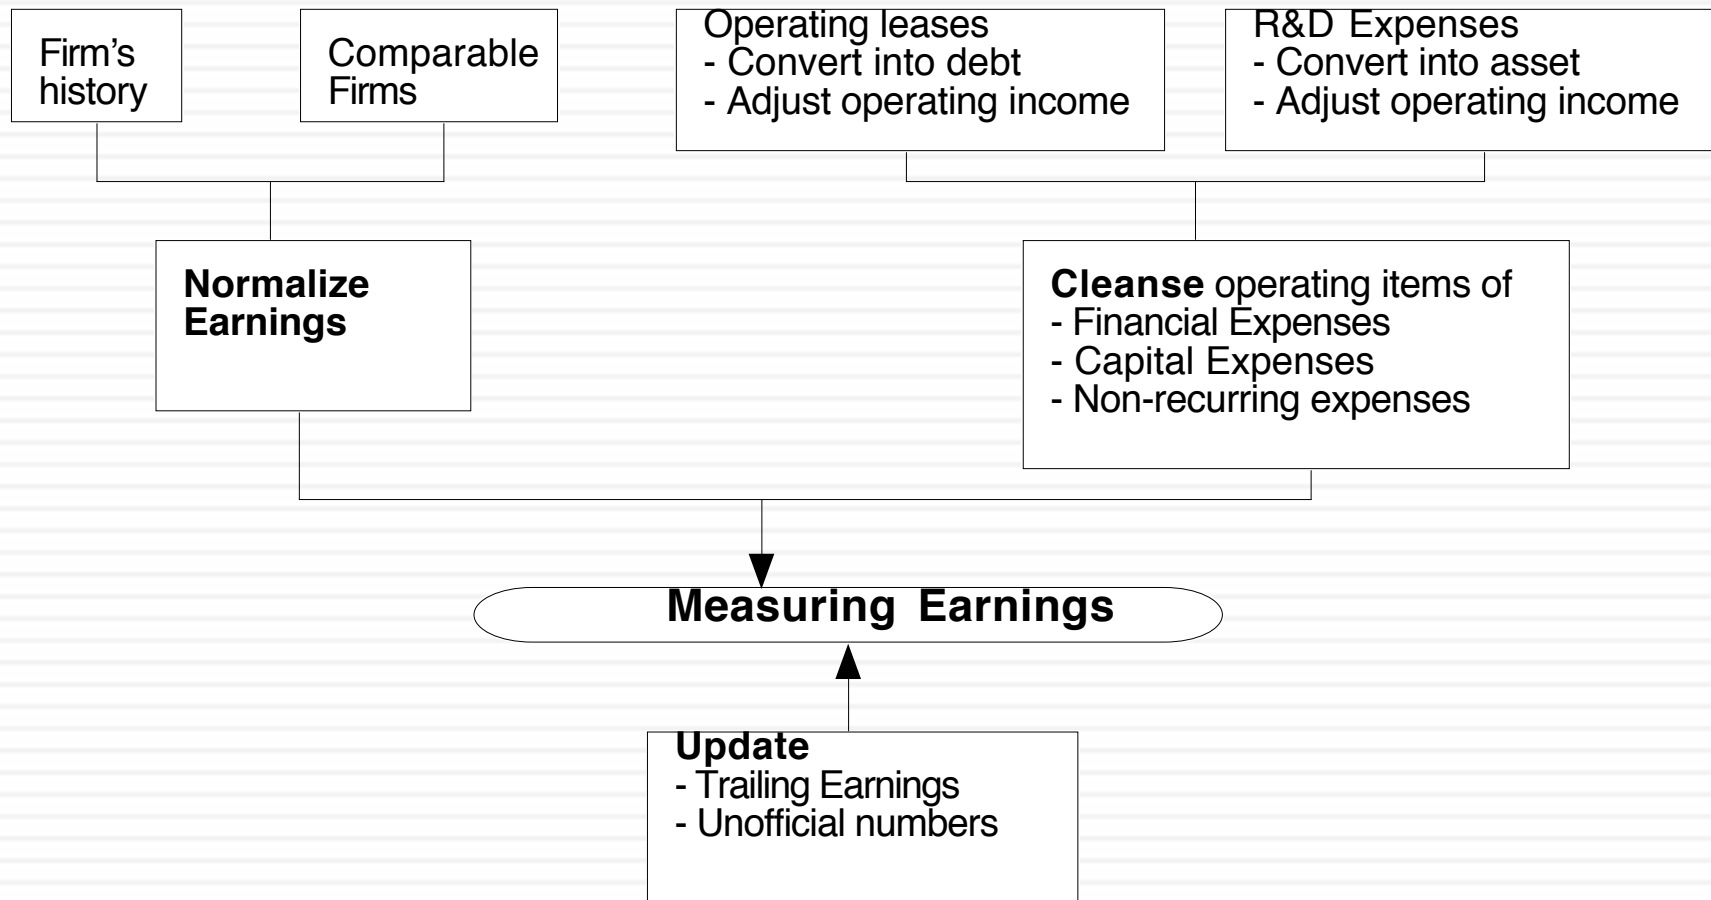 Firm's
history
Comparable
Firms
Operating leases
- Convert into debt
- Adjust operating income
R&D Expenses
- Convert into asset
- Adjust operating income
Normalize
Earnings
Cleanse operating items of
- Financial Expenses
- Capital Expenses
- Non-recurring expenses
Measuring Earnings
Update
- Trailing Earnings
- Unofficial numbers